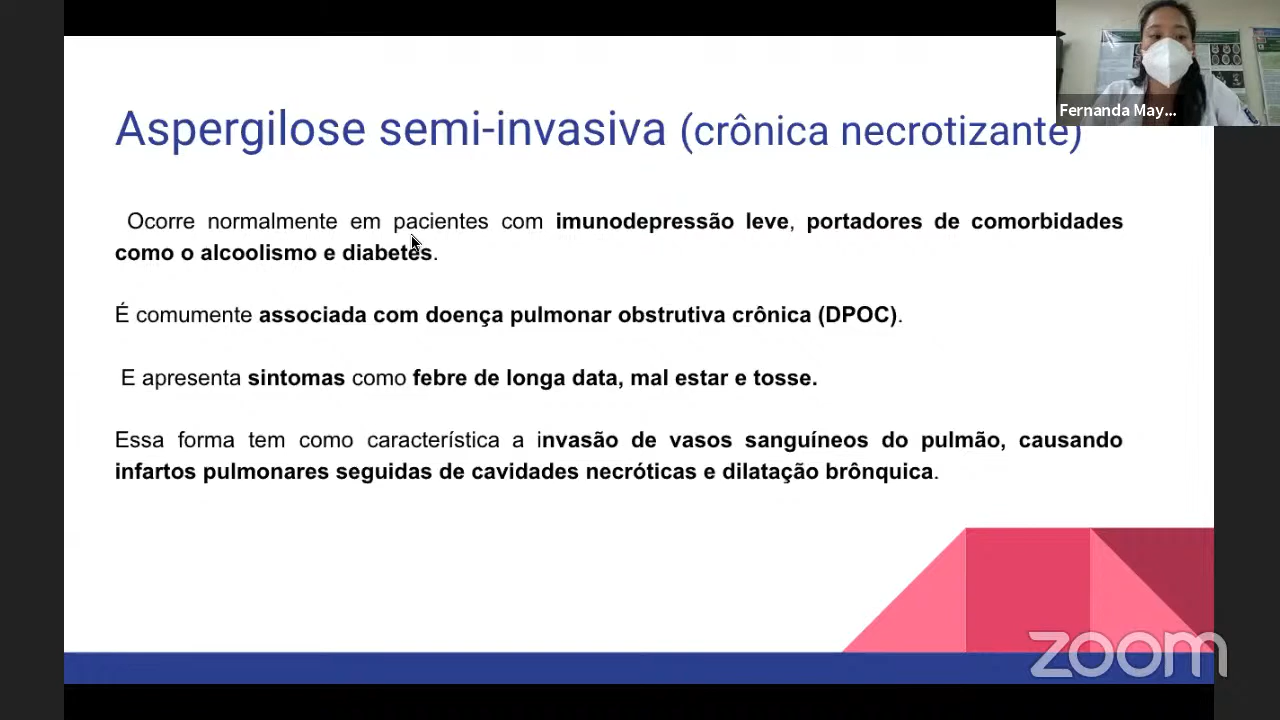 Fernanda May...
Aspergilose semi-invasiva (crônica necrotizante)
Ocorre normalmente em pacientes com imunodepressão leve, portadores de comorbidades
como o alcoolismo e diabetes.
É comumente associada com doença pulmonar obstrutiva crônica (DPOC).
E apresenta sintomas como febre de longa data, mal estar e tosse.
Essa forma tem como característica a invasão de vasos sanguíneos do pulmão, causando
infartos pulmonares seguidas de cavidades necróticas e dilatação brônquica.
zoom